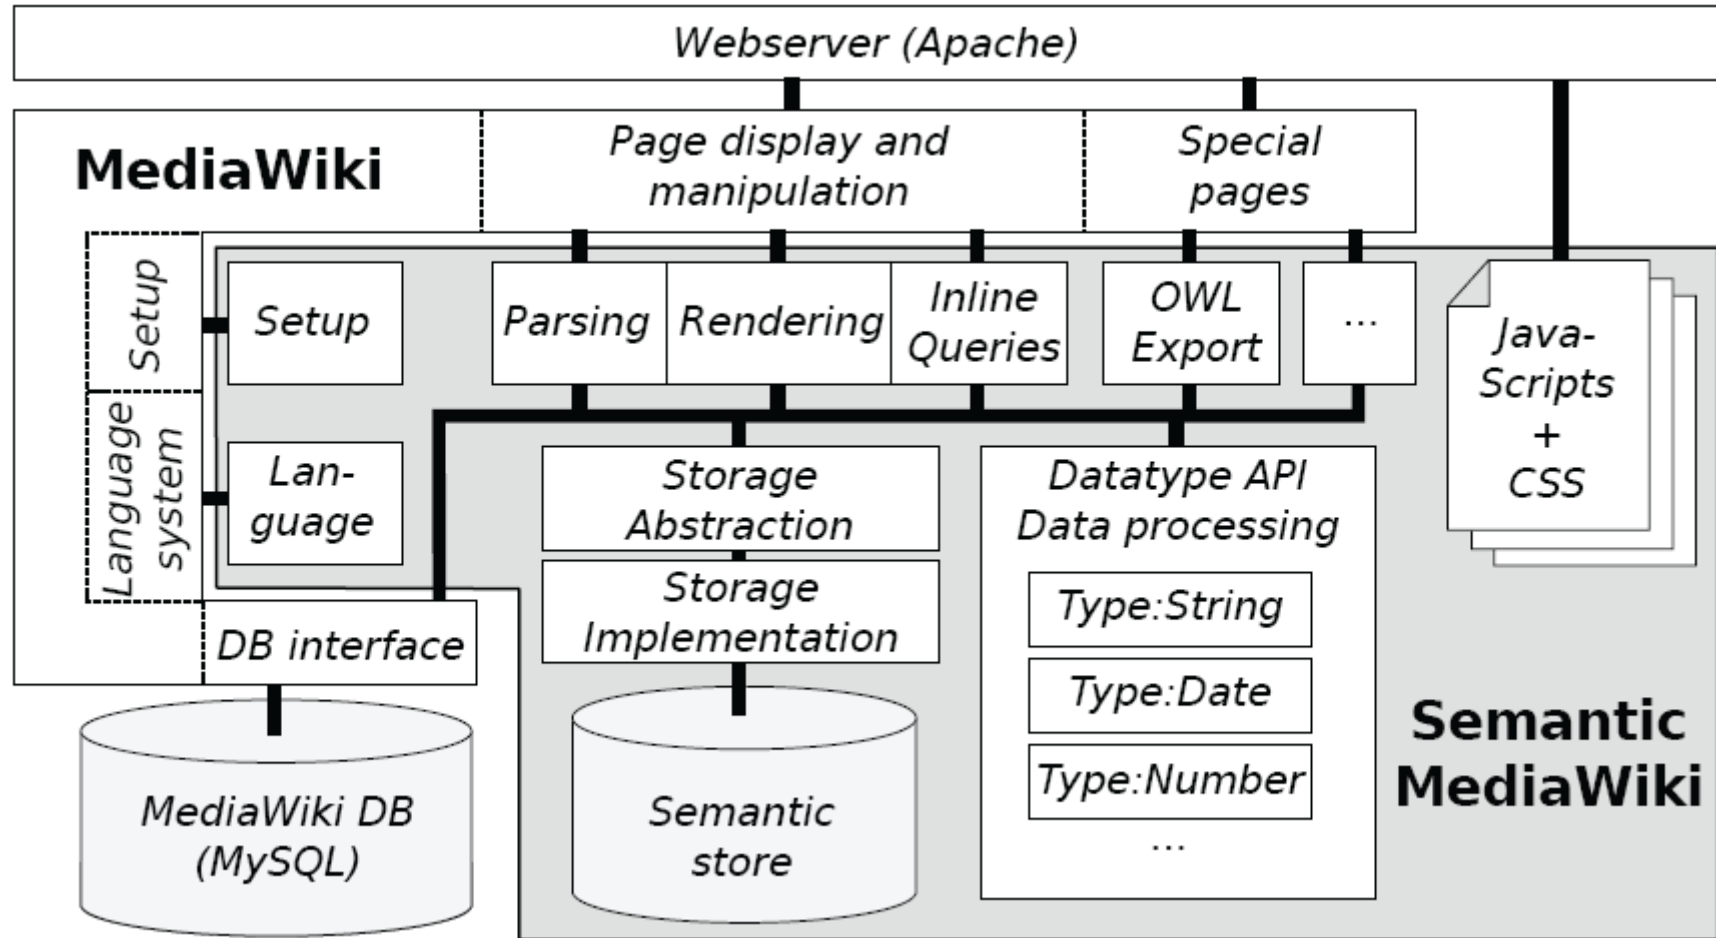 Webserver (Apache)
MediaWiki
Page display and
manipulation
Special
pages
Setup
Language
system
Setup
Lan-
guage
Parsing
Rendering
Inline
Queries
OWL
Export
...
Java-
Scripts
+
CSS
Storage
Abstraction
Storage
Implementation
Datatype API
Data processing
Type:String
Type:Date
Type:Number
...
DB interface
MediaWiki DB
(MySQL)
Semantic
store
Semantic
MediaWiki